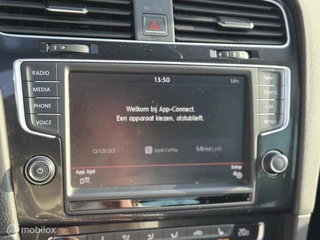 RADIO
MEDIA
PHONE
VOICE
13:50
Welkom bij App-Connect.
Een apparaat kiezen, alstublieft.
android
Apple CarPlay
MirrorLink
App. kpd
Setup
mobilox